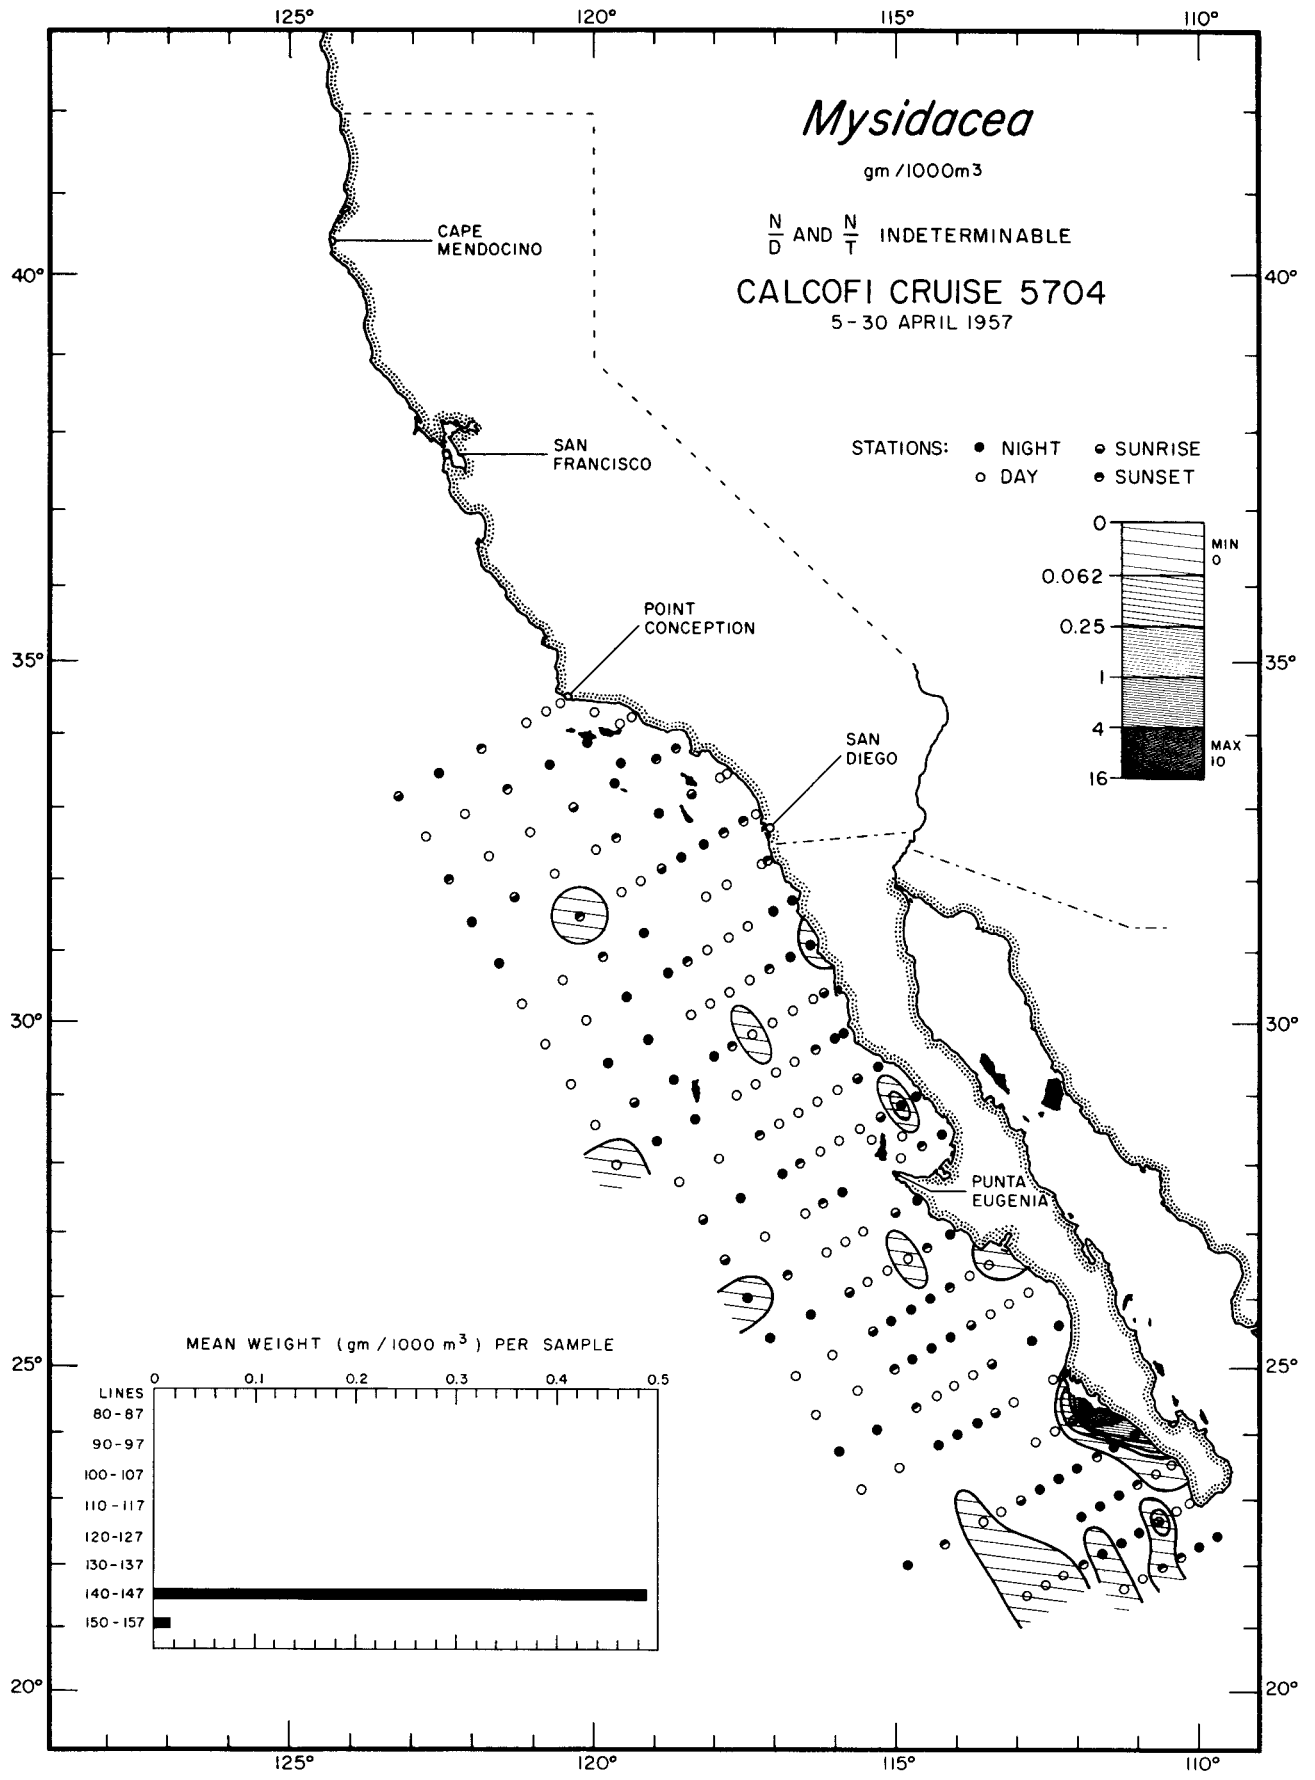 125° 120° 115° 110°
Mysidacea
gm/1000m³
N/D AND N/T INDETERMINABLE
CALCOFI CRUISE 5704
5-30 APRIL 1957
CAPE
MENDOCINO
40° 40°
SAN
FRANCISCO
STATIONS: ● NIGHT ◒ SUNRISE
○ DAY ◓ SUNSET
0
MIN
0
0.062
0.25
1
4
MAX
10
16
POINT
CONCEPTION
35° 35°
SAN
DIEGO
30° 30°
PUNTA
EUGENIA
25° 25°
MEAN WEIGHT (gm/1000 m³) PER SAMPLE
LINES 0 0.1 0.2 0.3 0.4 0.5
80-87
90-97
100-107
110-117
120-127
130-137
140-147
150-157
20° 20°
125° 120° 115° 110°